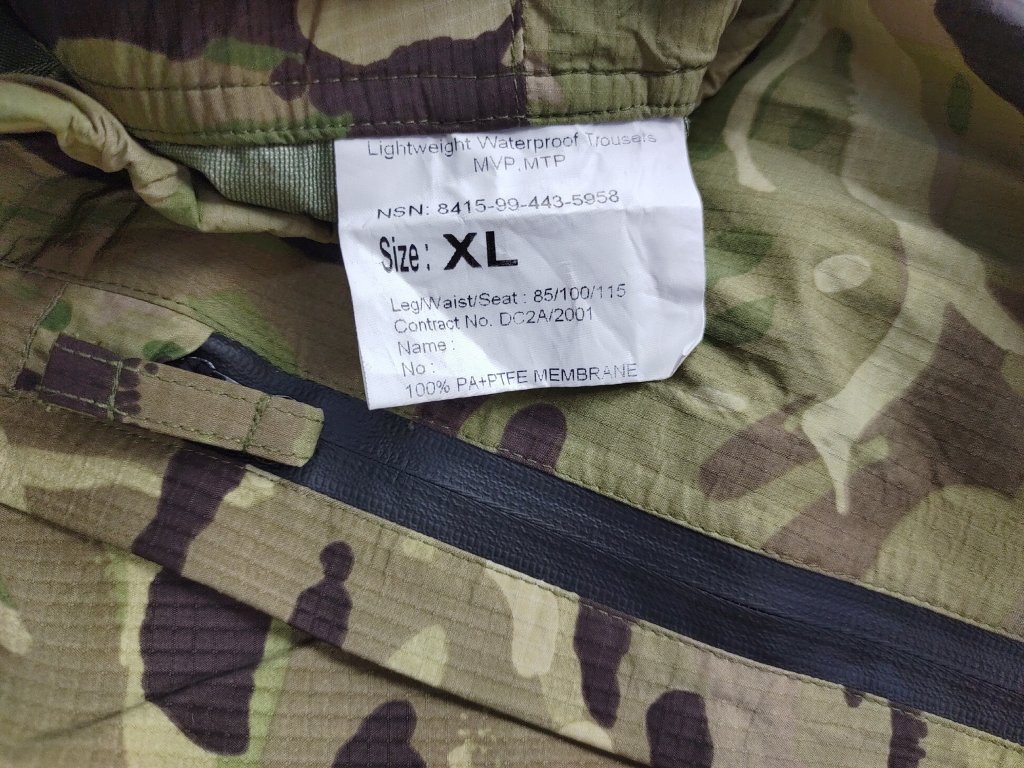 Lightweight Waterproof Trousers
MVP,MTP
NSN: 8415-99-443-5958
Size : XL
Leg/Waist/Seat : 85/100/115
Contract No. DC2A/2001
Name :
No :
100% PA+PTFE MEMBRANE